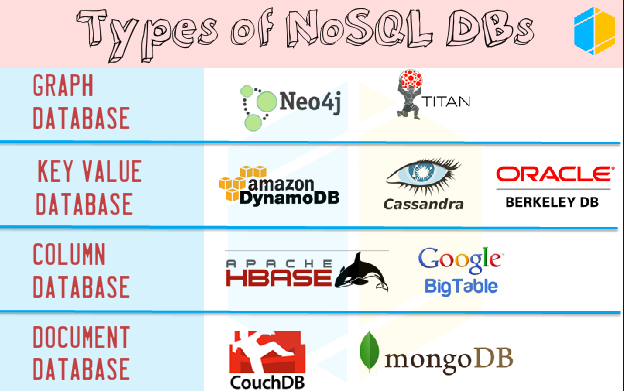 Types of NoSQL DBs
GRAPH
DATABASE
Neo4j
TITAN
KEY VALUE
DATABASE
amazon
DynamoDB
Cassandra
ORACLE
BERKELEY DB
COLUMN
DATABASE
APACHE
HBASE
Google
BigTable
DOCUMENT
DATABASE
CouchDB
mongoDB